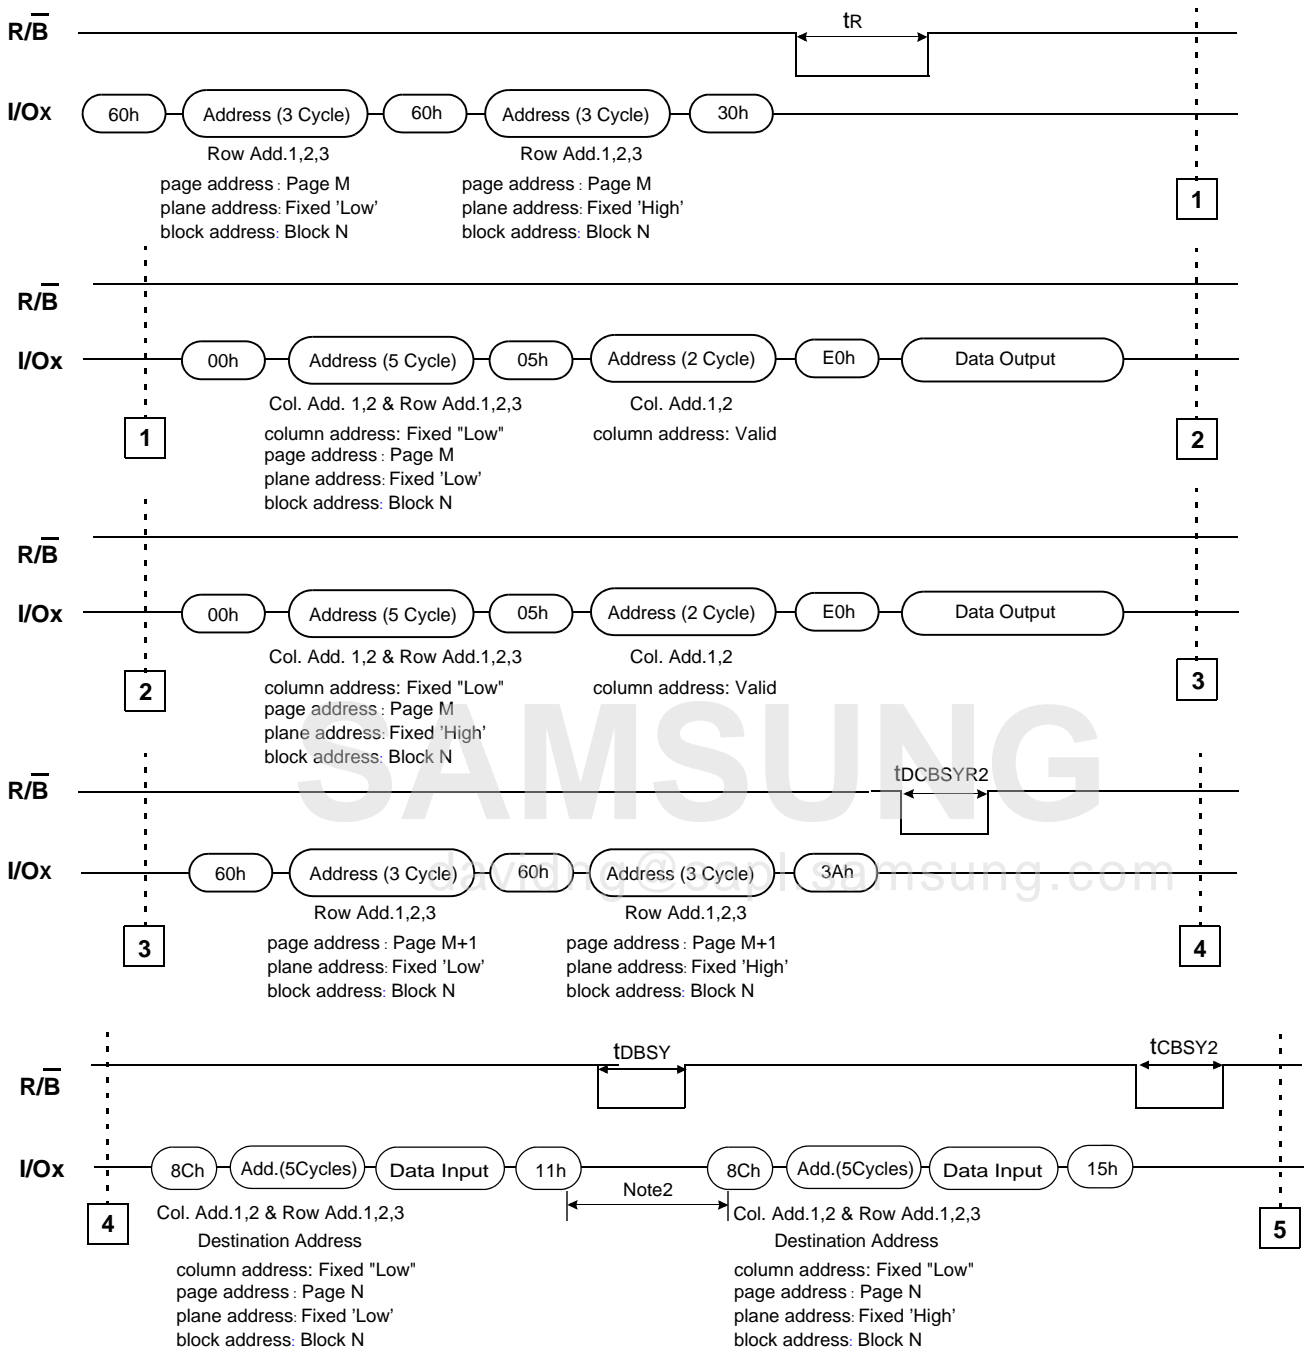 tR
R/B
I/Ox 60h Address (3 Cycle) 60h Address (3 Cycle) 30h
Row Add.1,2,3 Row Add.1,2,3
page address : Page M page address : Page M
plane address: Fixed 'Low' plane address: Fixed 'High'
block address: Block N block address: Block N
1
R/B
I/Ox 00h Address (5 Cycle) 05h Address (2 Cycle) E0h Data Output
Col. Add. 1,2 & Row Add.1,2,3 Col. Add.1,2
column address: Fixed "Low" column address: Valid
page address : Page M
plane address: Fixed 'Low'
block address: Block N
1 2
R/B
I/Ox 00h Address (5 Cycle) 05h Address (2 Cycle) E0h Data Output
Col. Add. 1,2 & Row Add.1,2,3 Col. Add.1,2
column address: Fixed "Low" column address: Valid
page address : Page M
plane address: Fixed 'High'
block address: Block N
2 3
SAMSUNG
tDCBSYR2
R/B
I/Ox 60h Address (3 Cycle) 60h Address (3 Cycle) 3Ah
davidng@sapl.samsung.com
Row Add.1,2,3 Row Add.1,2,3
page address : Page M+1 page address : Page M+1
plane address: Fixed 'Low' plane address: Fixed 'High'
block address: Block N block address: Block N
3 4
tDBSY tCBSY2
R/B
I/Ox 8Ch Add.(5Cycles) Data Input 11h 8Ch Add.(5Cycles) Data Input 15h
Note2
4 5
Col. Add.1,2 & Row Add.1,2,3 Col. Add.1,2 & Row Add.1,2,3
Destination Address Destination Address
column address: Fixed "Low" column address: Fixed "Low"
page address : Page N page address : Page N
plane address: Fixed 'Low' plane address: Fixed 'High'
block address: Block N block address: Block N